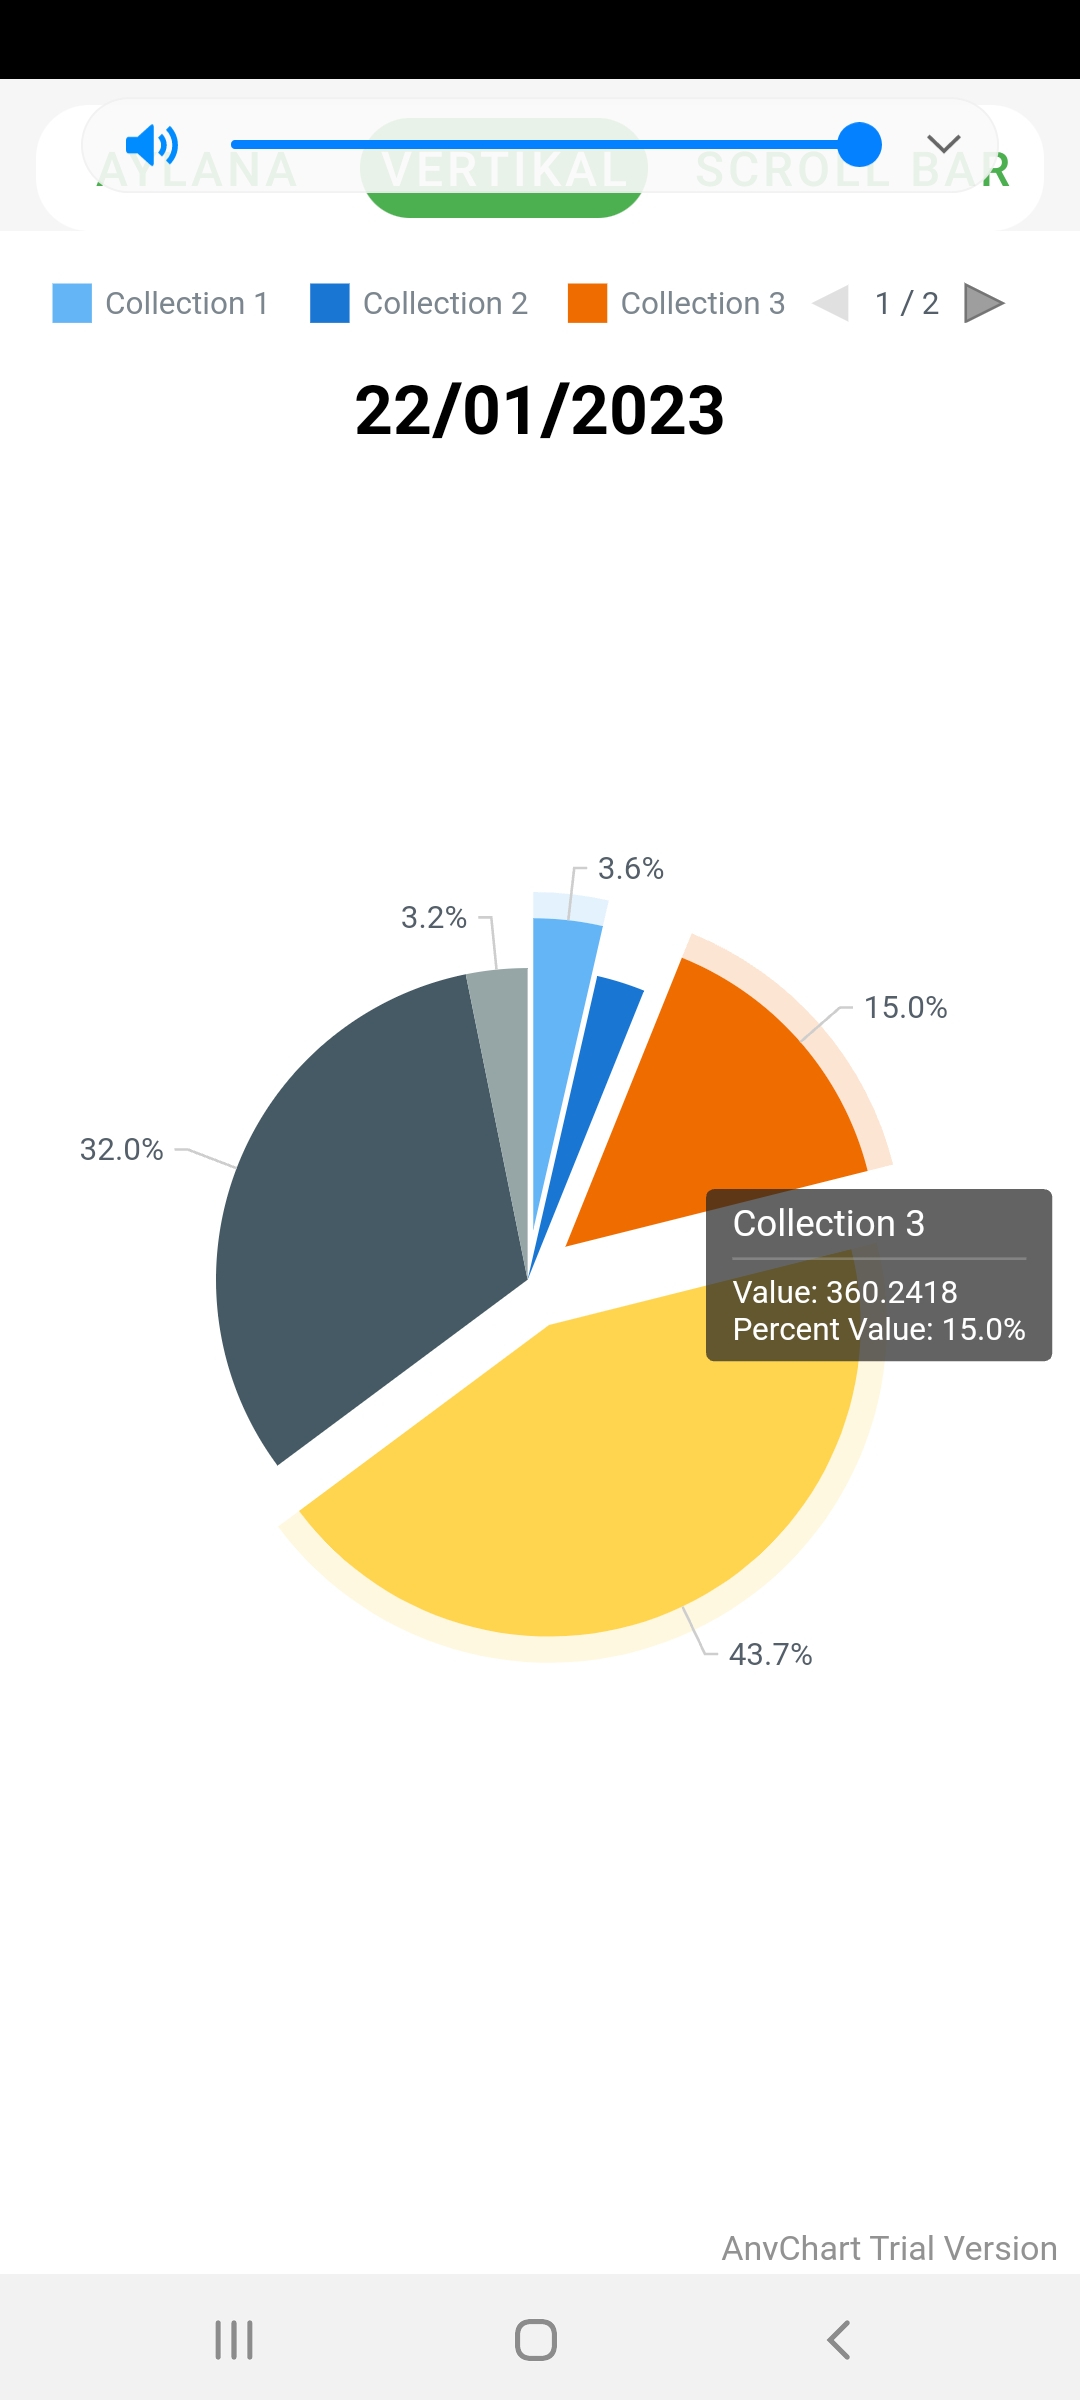 AYLANA VERTIKAL SCROLL BAR
Collection 1 Collection 2 Collection 3 1 / 2
22/01/2023
3.6%
3.2%
15.0%
32.0%
Collection 3
Value: 360.2418
Percent Value: 15.0%
43.7%
AnvChart Trial Version